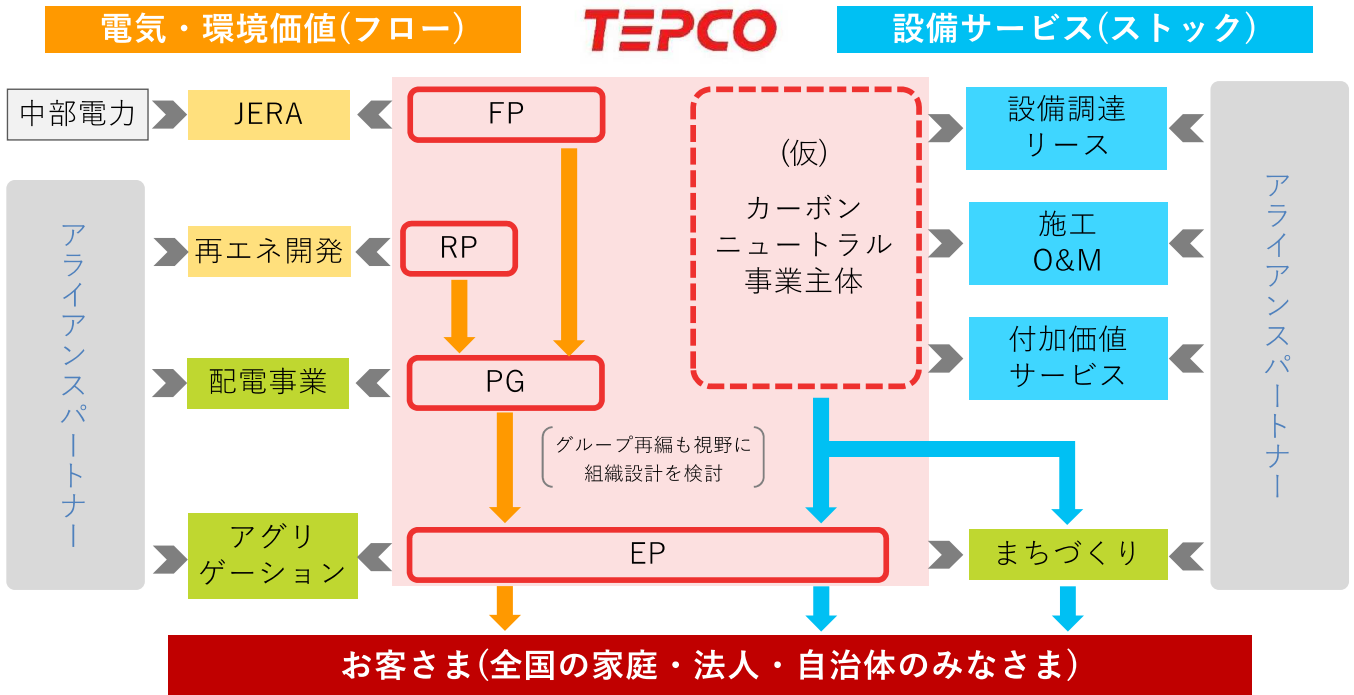 電気・環境価値(フロー)
TEPCO
設備サービス(ストック)
中部電力
JERA
FP
(仮)
カーボン
ニュートラル
事業主体
設備調達
リース
アライアンスパートナー
再エネ開発
RP
施工
O&M
アライアンスパートナー
配電事業
PG
付加価値
サービス
グループ再編も視野に
組織設計を検討
アグリ
ゲーション
EP
まちづくり
お客さま(全国の家庭・法人・自治体のみなさま)